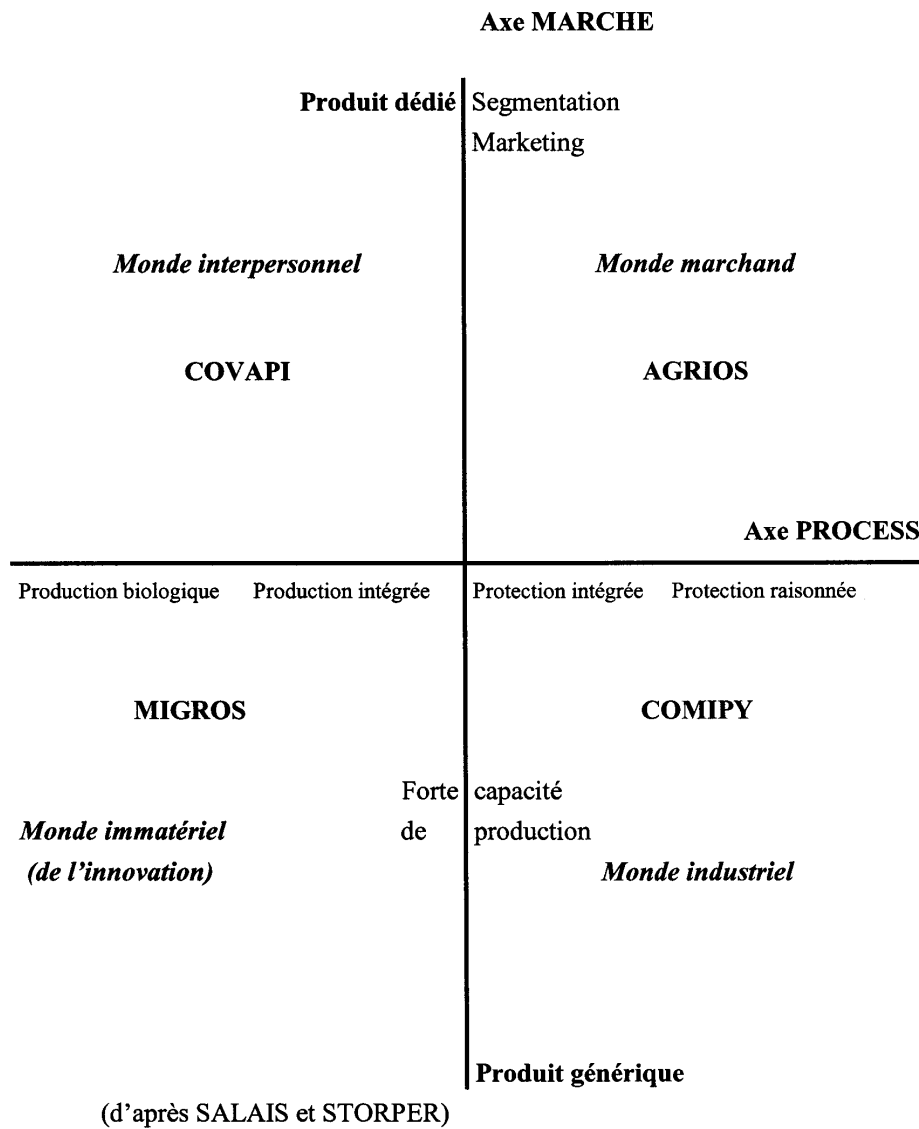 Axe MARCHE
Produit dédié Segmentation
Marketing
Monde interpersonnel Monde marchand
COVAPI AGRIOS
Axe PROCESS
Production biologique Production intégrée Protection intégrée Protection raisonnée
MIGROS COMIPY
Forte capacité
Monde immatériel de production
(de l'innovation) Monde industriel
Produit générique
(d'après SALAIS et STORPER)